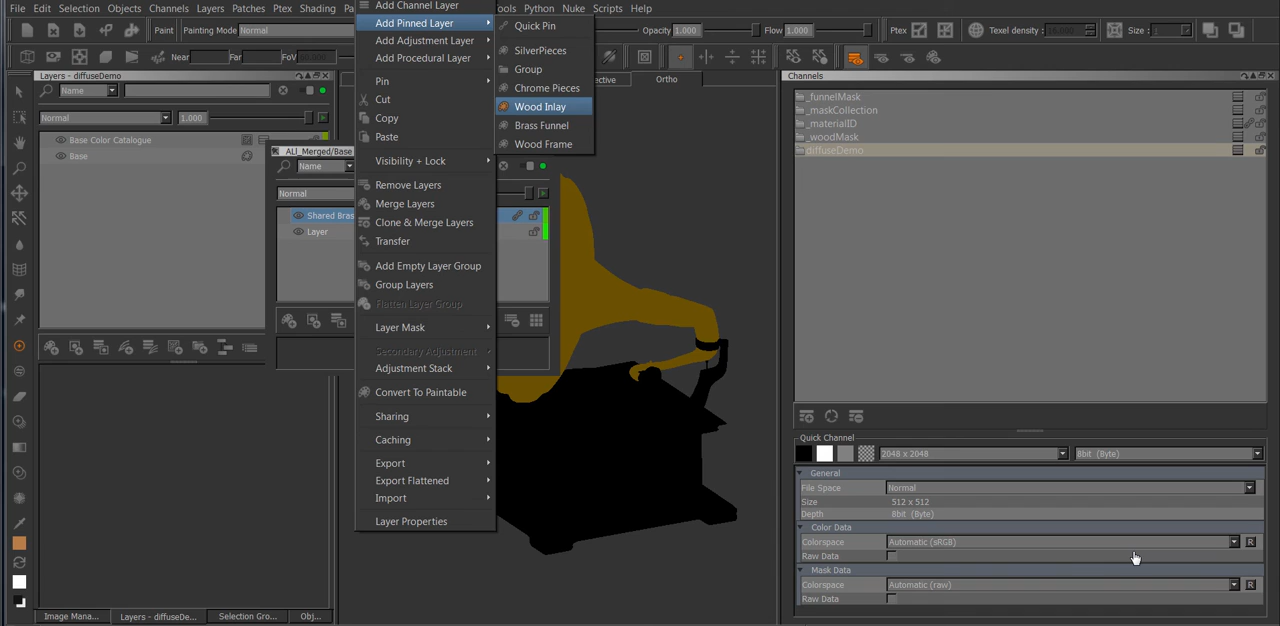 File Edit Selection Objects Channels Layers Patches Ptex Shading Tools Python Nuke Scripts Help
Paint Painting Mode Normal Opacity 1.000 Flow 1.000 Ptex Texel density: Size: 1
Near Far FoV
Layers - diffuseDemo
Name
Normal 1.000
Base Color Catalogue
Base
ALl_Merged/Base
Name
Normal
Shared Bras
Layer
Add Channel Layer
Add Pinned Layer
Add Adjustment Layer
Add Procedural Layer
Pin
Cut
Copy
Paste
Visibility + Lock
Remove Layers
Merge Layers
Clone & Merge Layers
Transfer
Add Empty Layer Group
Group Layers
Flatten Layer Group
Layer Mask
Secondary Adjustment
Adjustment Stack
Convert To Paintable
Sharing
Caching
Export
Export Flattened
Import
Layer Properties
Quick Pin
SilverPieces
Group
Chrome Pieces
Wood Inlay
Brass Funnel
Wood Frame
ective Ortho
Channels
_funnelMask
_maskCollection
_materialID
_woodMask
diffuseDemo
Quick Channel
2048 x 2048 8bit (Byte)
General
File Space Normal
Size 512 x 512
Depth 8bit (Byte)
Color Data
Colorspace Automatic (sRGB) R
Raw Data
Mask Data
Colorspace Automatic (raw) R
Raw Data
Image Mana... Layers - diffuseDe... Selection Gro... Obj...